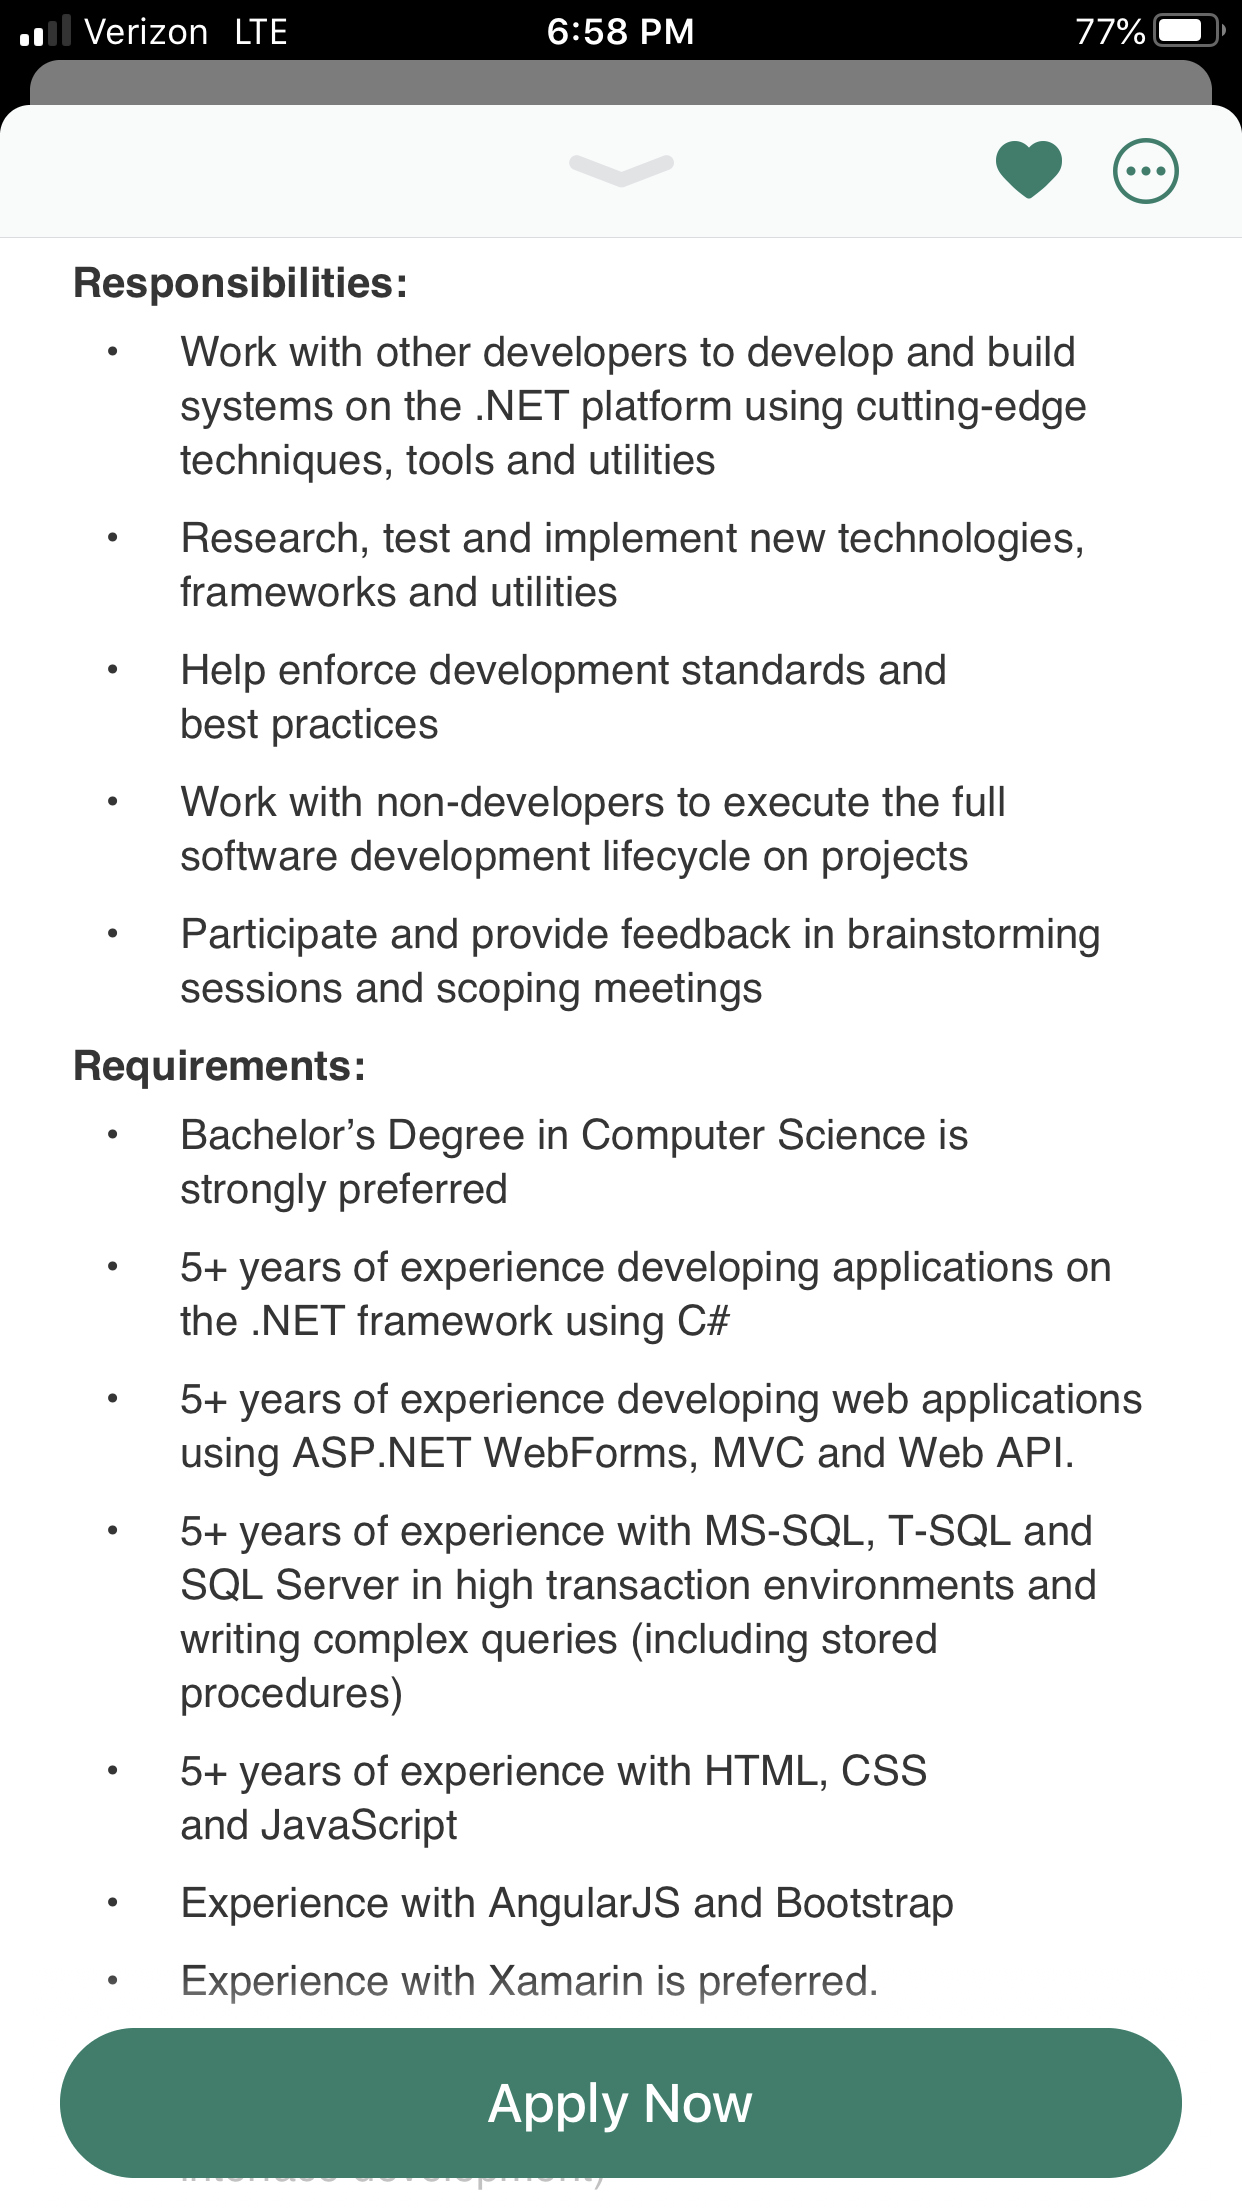 Verizon LTE 6:58 PM 77%
Responsibilities:
• Work with other developers to develop and build
systems on the .NET platform using cutting-edge
techniques, tools and utilities
• Research, test and implement new technologies,
frameworks and utilities
• Help enforce development standards and
best practices
• Work with non-developers to execute the full
software development lifecycle on projects
• Participate and provide feedback in brainstorming
sessions and scoping meetings
Requirements:
• Bachelor’s Degree in Computer Science is
strongly preferred
• 5+ years of experience developing applications on
the .NET framework using C#
• 5+ years of experience developing web applications
using ASP.NET WebForms, MVC and Web API.
• 5+ years of experience with MS-SQL, T-SQL and
SQL Server in high transaction environments and
writing complex queries (including stored
procedures)
• 5+ years of experience with HTML, CSS
and JavaScript
• Experience with AngularJS and Bootstrap
• Experience with Xamarin is preferred.
Apply Now